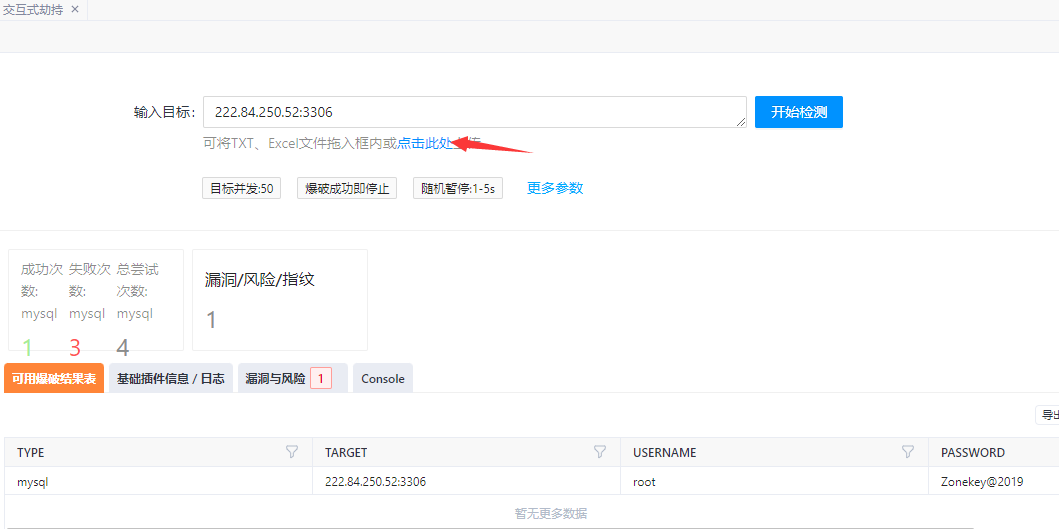 交互式劫持 ×
输入目标: 222.84.250.52:3306 开始检测
可将TXT、Excel文件拖入框内或点击此处上传
目标并发:50 爆破成功即停止 随机暂停:1-5s 更多参数
成功次数: mysql 1
失败次数: mysql 3
总尝试次数: mysql 4
漏洞/风险/指纹
1
可用爆破结果表 基础插件信息 / 日志 漏洞与风险 1 Console
导出
TYPE TARGET USERNAME PASSWORD
mysql 222.84.250.52:3306 root Zonekey@2019
暂无更多数据